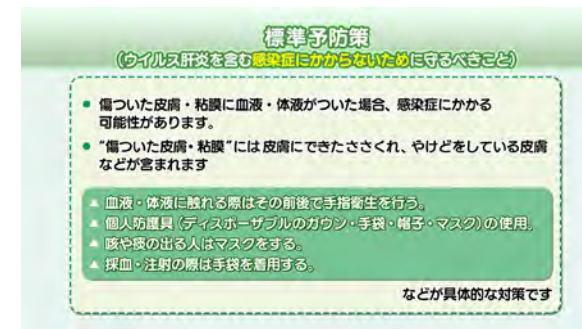 標準予防策
(ウイルス肝炎を含む感染症にかからないために守るべきこと)
● 傷ついた皮膚・粘膜に血液・体液がついた場合、感染症にかかる
可能性があります。
● “傷ついた皮膚・粘膜”には皮膚にできたささくれ、やけどをしている皮膚
などが含まれます
▲ 血液・体液に触れる際はその前後で手指衛生を行う。
▲ 個人防護具(ディスポーザブルのガウン・手袋・帽子・マスク)の使用。
▲ 咳や痰の出る人はマスクをする。
▲ 採血・注射の際は手袋を着用する。
などが具体的な対策です